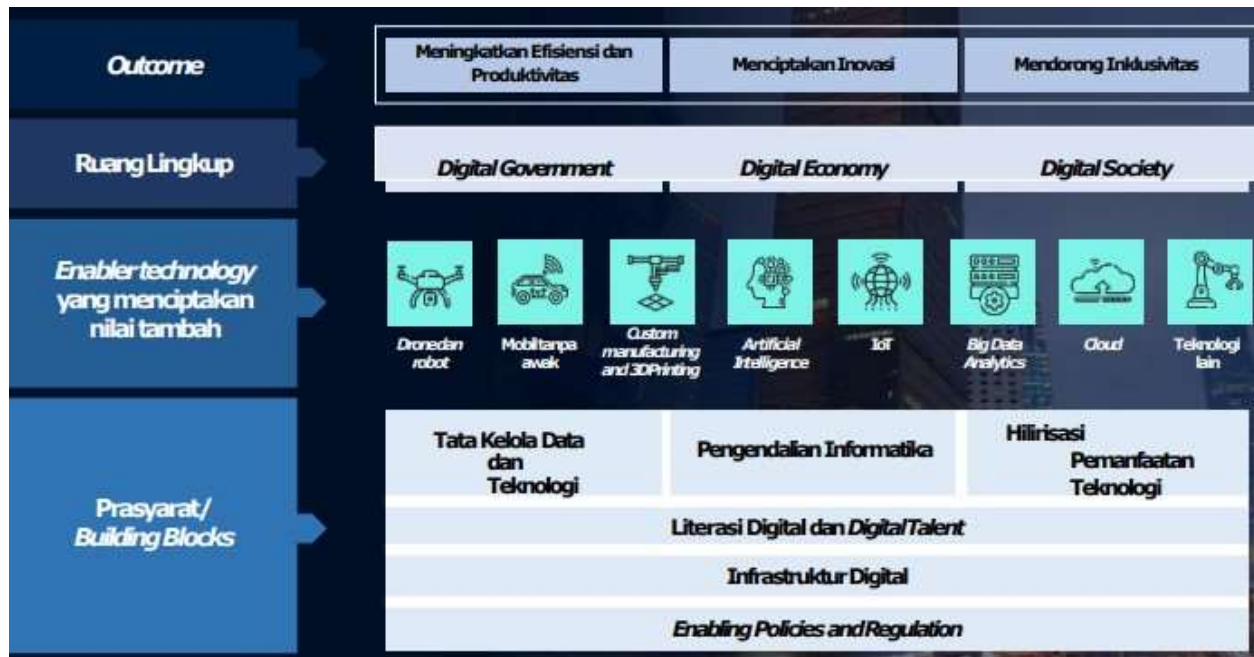 Outcome
Meningkatkan Efisiensi dan
Produktivitas
Menciptakan Inovasi
Mendorong Inklusivitas
Ruang Lingkup
Digital Government
Digital Economy
Digital Society
Enabler technology
yang menciptakan
nilai tambah
Drone dan
robot
Mobil tanpa
awak
Custom
manufacturing
and 3D Printing
Artificial
Intelligence
IoT
Big Data
Analytics
Cloud
Teknologi
lain
Prasyarat/
Building Blocks
Tata Kelola Data
dan
Teknologi
Pengendalian Informatika
Hilirisasi
Pemanfaatan
Teknologi
Literasi Digital dan Digital Talent
Infrastruktur Digital
Enabling Policies and Regulation